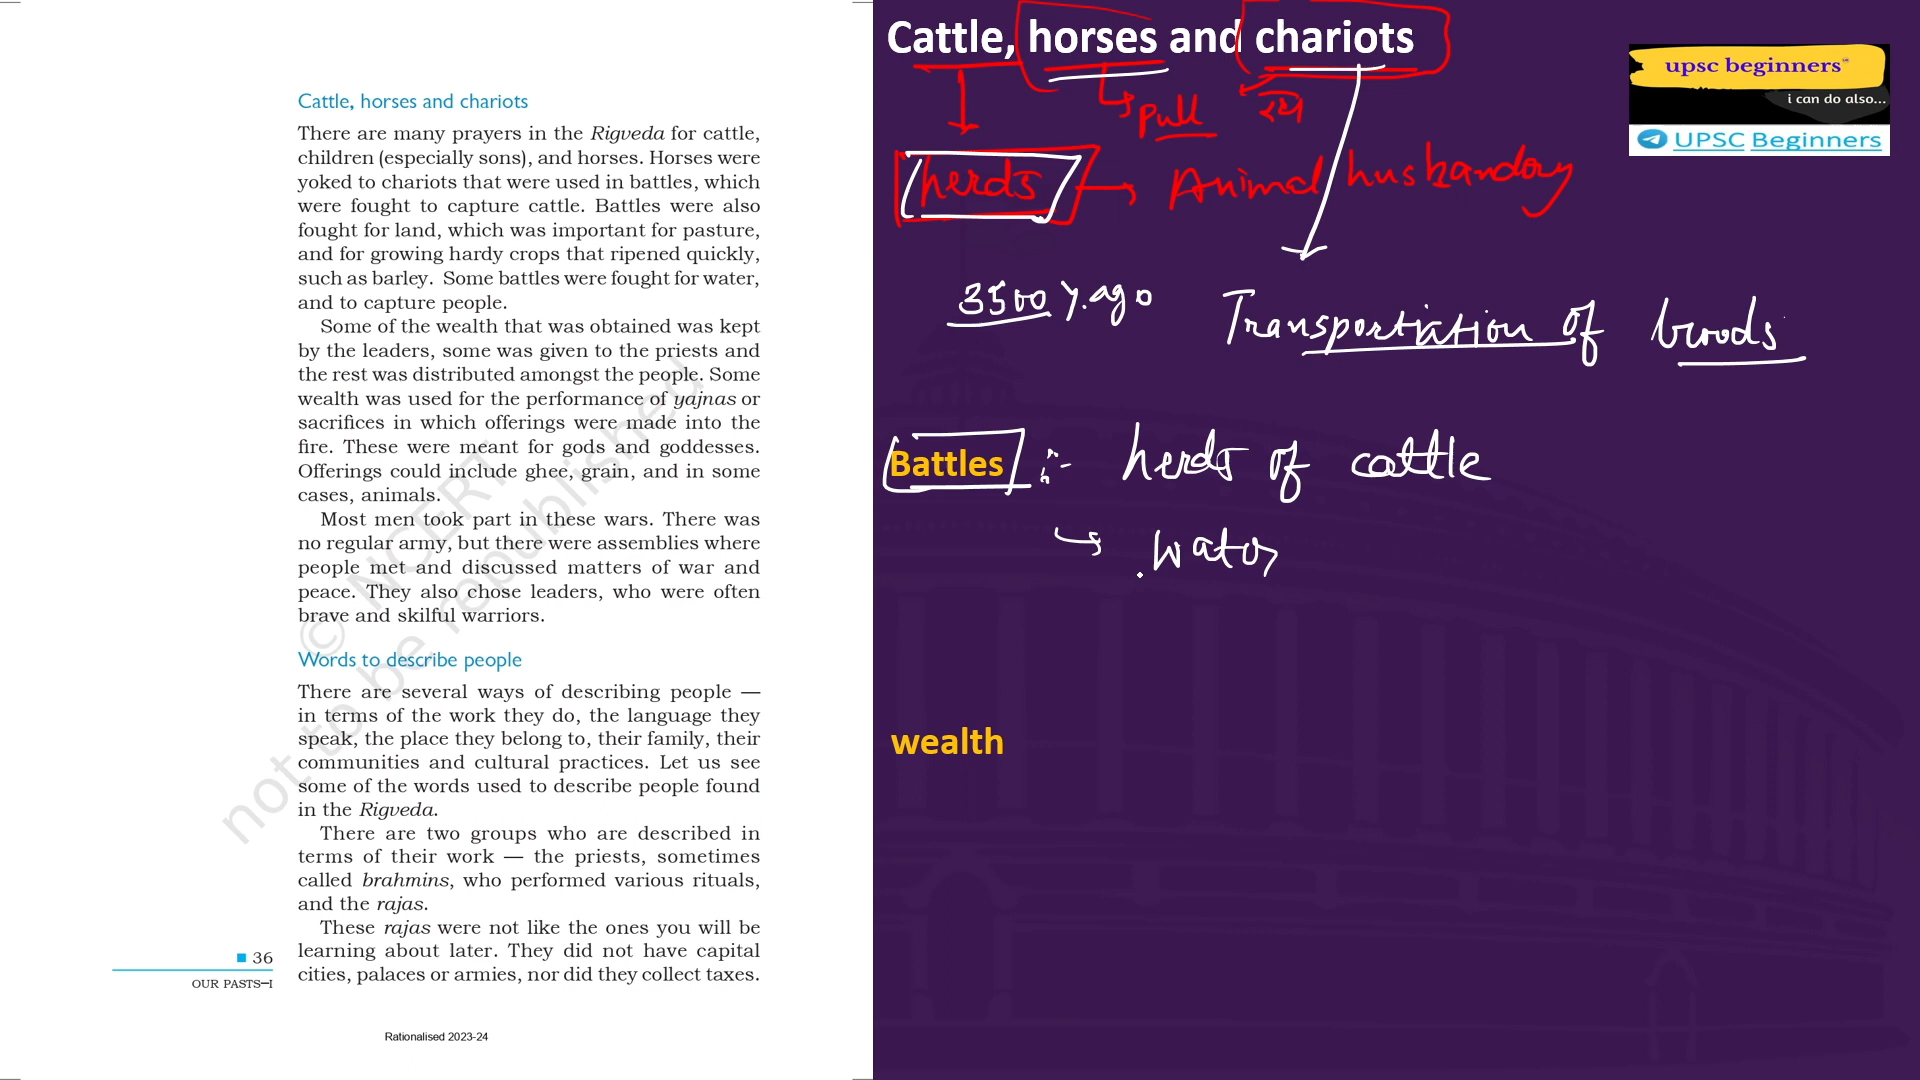 Cattle, horses and chariots
There are many prayers in the Rigveda for cattle,
children (especially sons), and horses. Horses were
yoked to chariots that were used in battles, which
were fought to capture cattle. Battles were also
fought for land, which was important for pasture,
and for growing hardy crops that ripened quickly,
such as barley. Some battles were fought for water,
and to capture people.
Some of the wealth that was obtained was kept
by the leaders, some was given to the priests and
the rest was distributed amongst the people. Some
wealth was used for the performance of yajnas or
sacrifices in which offerings were made into the
fire. These were meant for gods and goddesses.
Offerings could include ghee, grain, and in some
cases, animals.
Most men took part in these wars. There was
no regular army, but there were assemblies where
people met and discussed matters of war and
peace. They also chose leaders, who were often
brave and skilful warriors.
Words to describe people
There are several ways of describing people —
in terms of the work they do, the language they
speak, the place they belong to, their family, their
communities and cultural practices. Let us see
some of the words used to describe people found
in the Rigveda.
There are two groups who are described in
terms of their work — the priests, sometimes
called brahmins, who performed various rituals,
and the rajas.
These rajas were not like the ones you will be
learning about later. They did not have capital
cities, palaces or armies, nor did they collect taxes.
36
OUR PASTS–I
Rationalised 2023-24
© NCERT
not to be republished
Cattle, horses and chariots
pull रथ
herds → Animal husbandory
3500 y. ago
Transportation of Goods
Battles :- herds of cattle
water
wealth
upsc beginners
i can do also...
UPSC Beginners